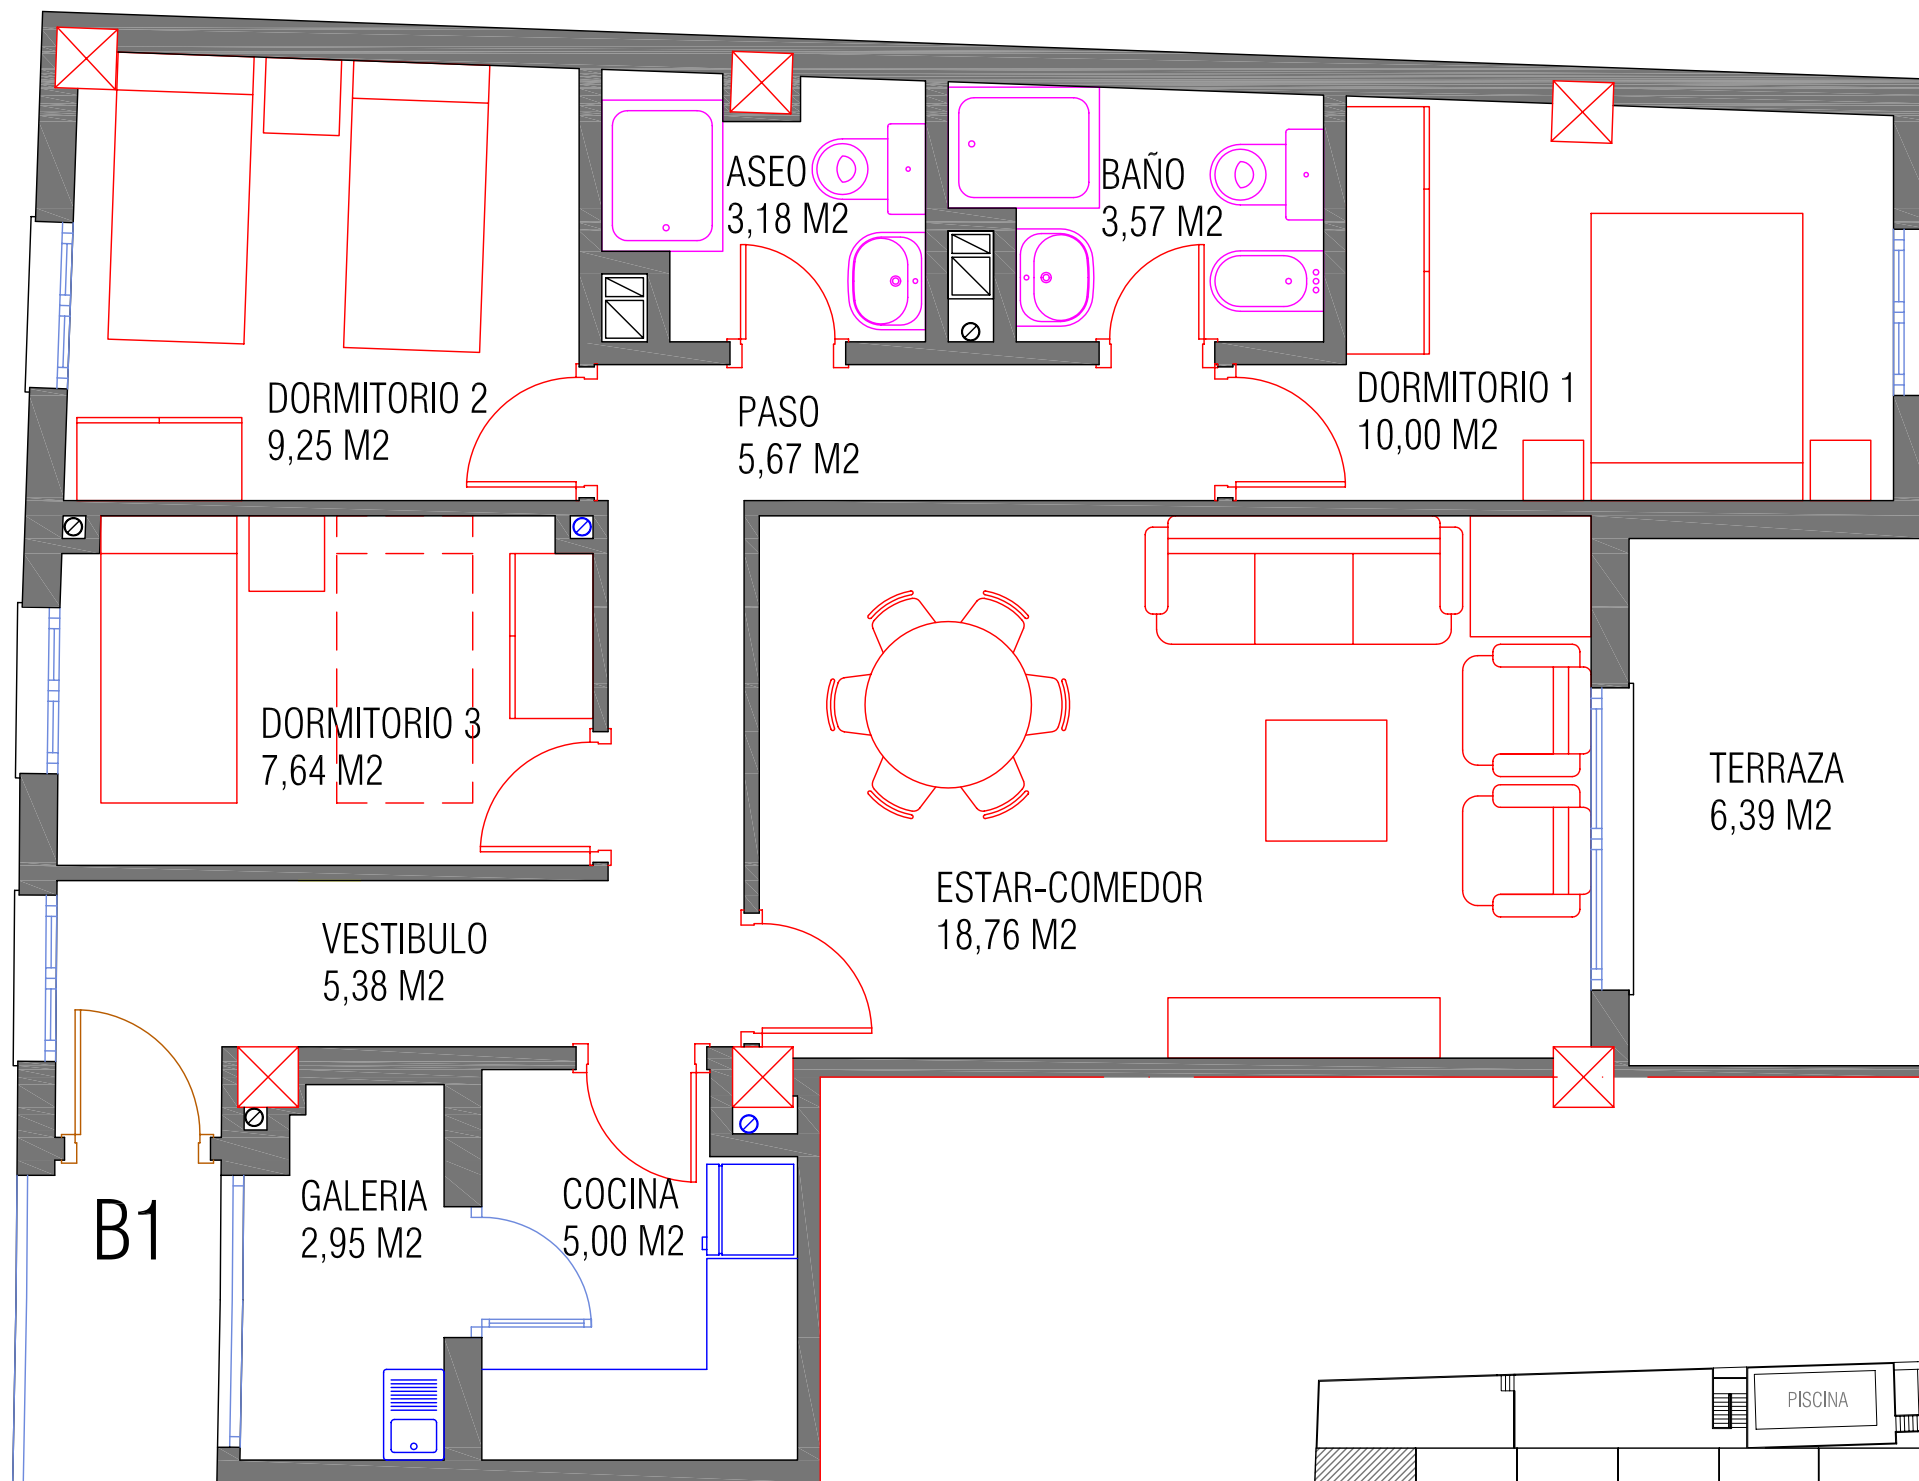 ASEO
3,18 M2
BAÑO
3,57 M2
DORMITORIO 2
9,25 M2
PASO
5,67 M2
DORMITORIO 1
10,00 M2
DORMITORIO 3
7,64 M2
TERRAZA
6,39 M2
ESTAR-COMEDOR
18,76 M2
VESTIBULO
5,38 M2
B1
GALERIA
2,95 M2
COCINA
5,00 M2
PISCINA